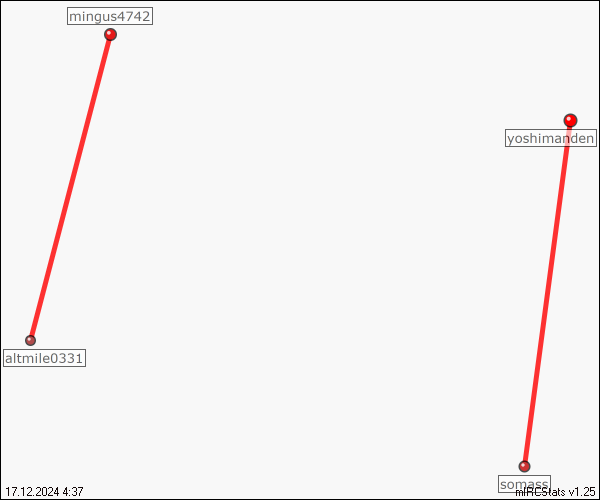 mingus4742
yoshimanden
altmile0331
somass
17.12.2024 4:37
mIRCStats v1.25